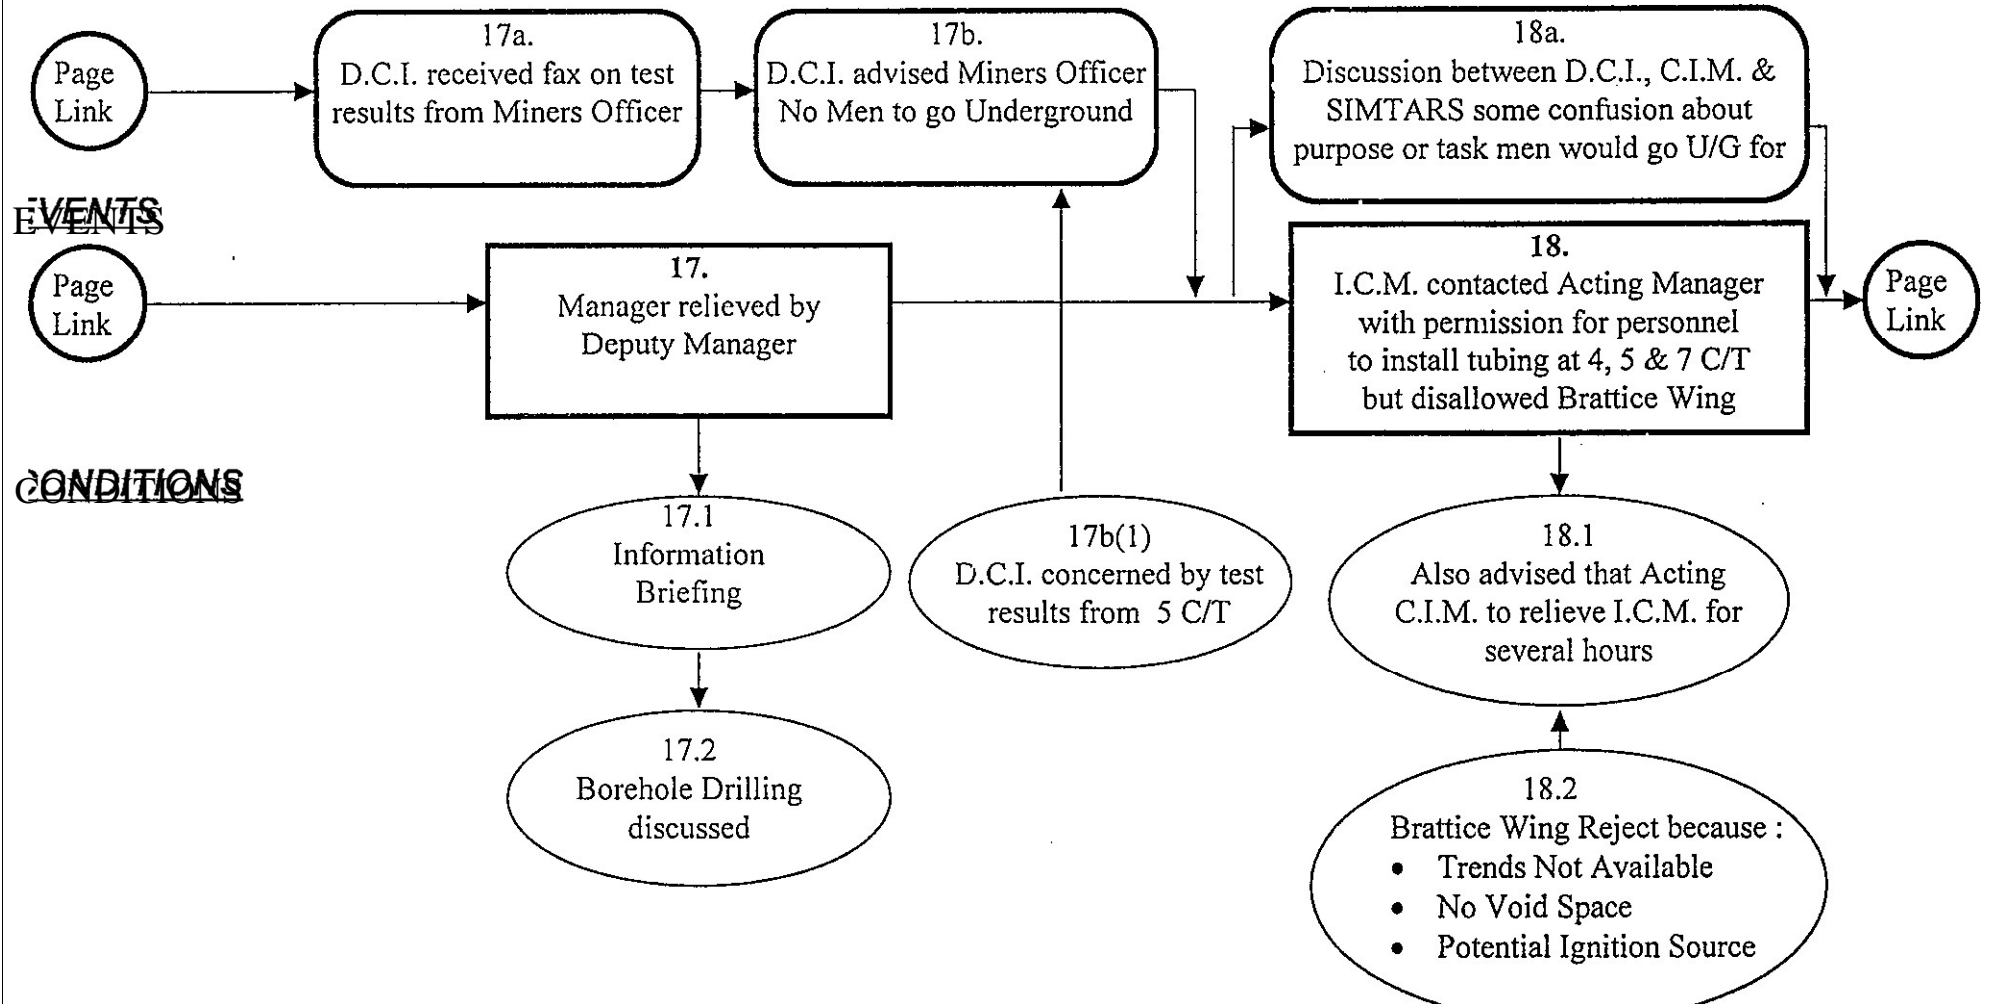 Page
Link
17a.
D.C.I. received fax on test
results from Miners Officer
17b.
D.C.I. advised Miners Officer
No Men to go Underground
18a.
Discussion between D.C.I., C.I.M. &
SIMTARS some confusion about
purpose or task men would go U/G for
EVENTS
Page
Link
17.
Manager relieved by
Deputy Manager
18.
I.C.M. contacted Acting Manager
with permission for personnel
to install tubing at 4, 5 & 7 C/T
but disallowed Brattice Wing
Page
Link
CONDITIONS
17.1
Information
Briefing
17b(1)
D.C.I. concerned by test
results from 5 C/T
18.1
Also advised that Acting
C.I.M. to relieve I.C.M. for
several hours
17.2
Borehole Drilling
discussed
18.2
Brattice Wing Reject because :
• Trends Not Available
• No Void Space
• Potential Ignition Source